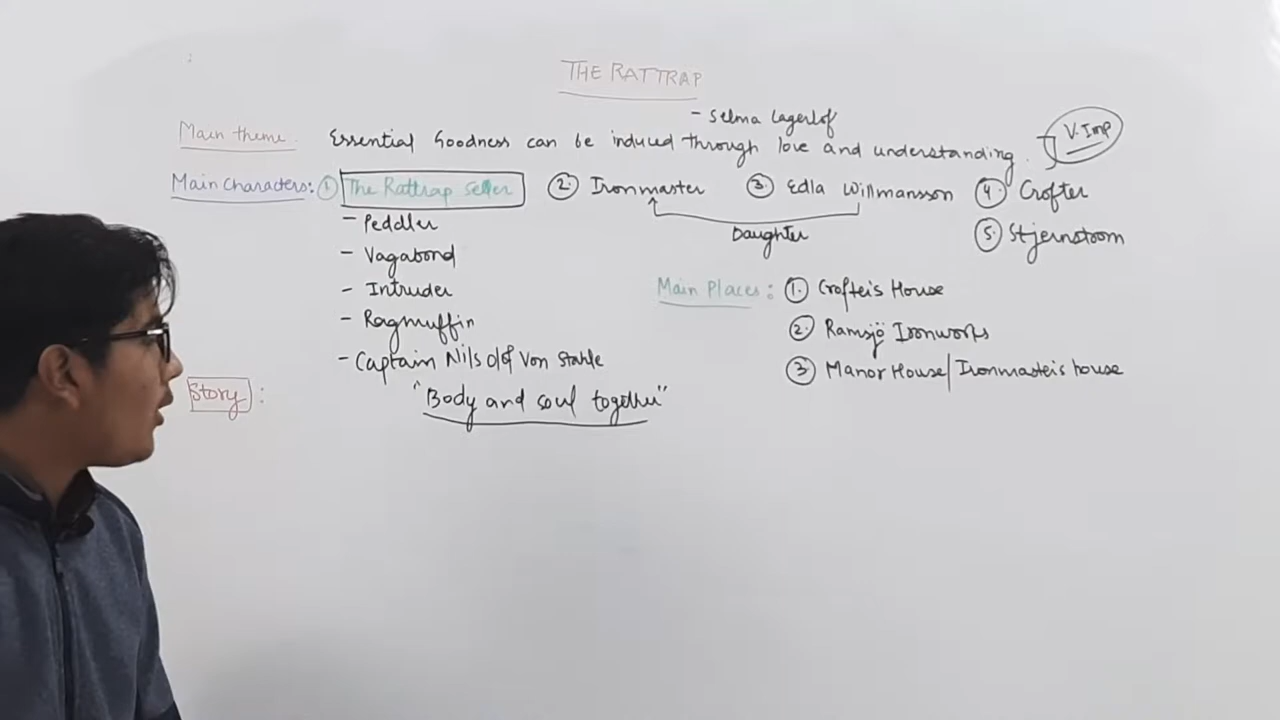 THE RATTRAP
- Selma Lagerlof
Main theme. Essential Goodness can be induced through love and understanding. V. Imp
Main Characters: ① The Rattrap Seller ② Ironmaster ③ Edla Willmansson ④ Crofter
Daughter
⑤ Stjernstoom
- Peddler
- Vagabond
- Intruder
- Ragmuffin
- Captain Nils olof Von Stahle
Main Places: ① Crofter's House
② Ramsjö Ironworks
③ Manor House/Ironmaster's house
Story :
"Body and soul together"